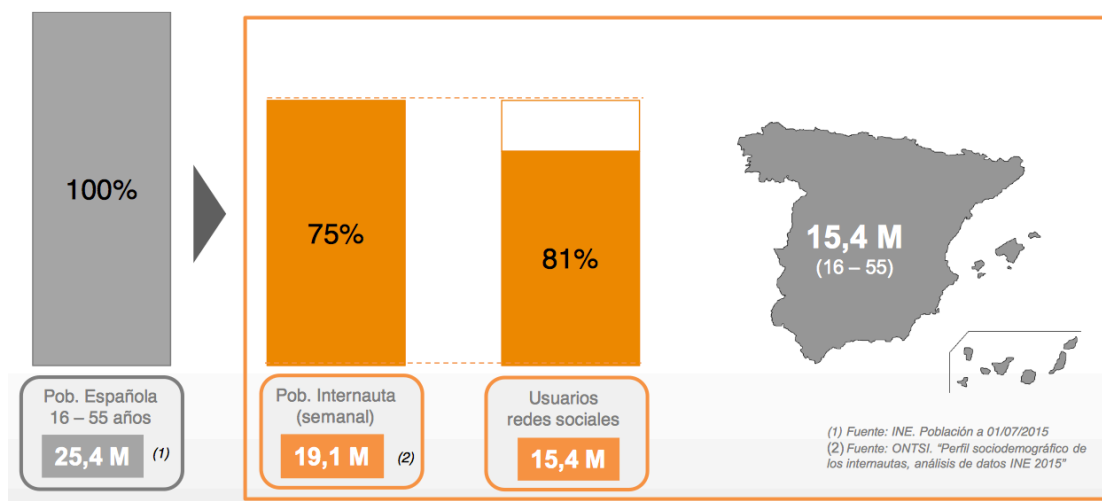 100%
75%
81%
15,4 M
(16 – 55)
Pob. Española
16 – 55 años
25,4 M (1)
Pob. Internauta
(semanal)
19,1 M (2)
Usuarios
redes sociales
15,4 M
(1) Fuente: INE. Población a 01/07/2015
(2) Fuente: ONTSI. “Perfil sociodemográfico de
los internautas, análisis de datos INE 2015”